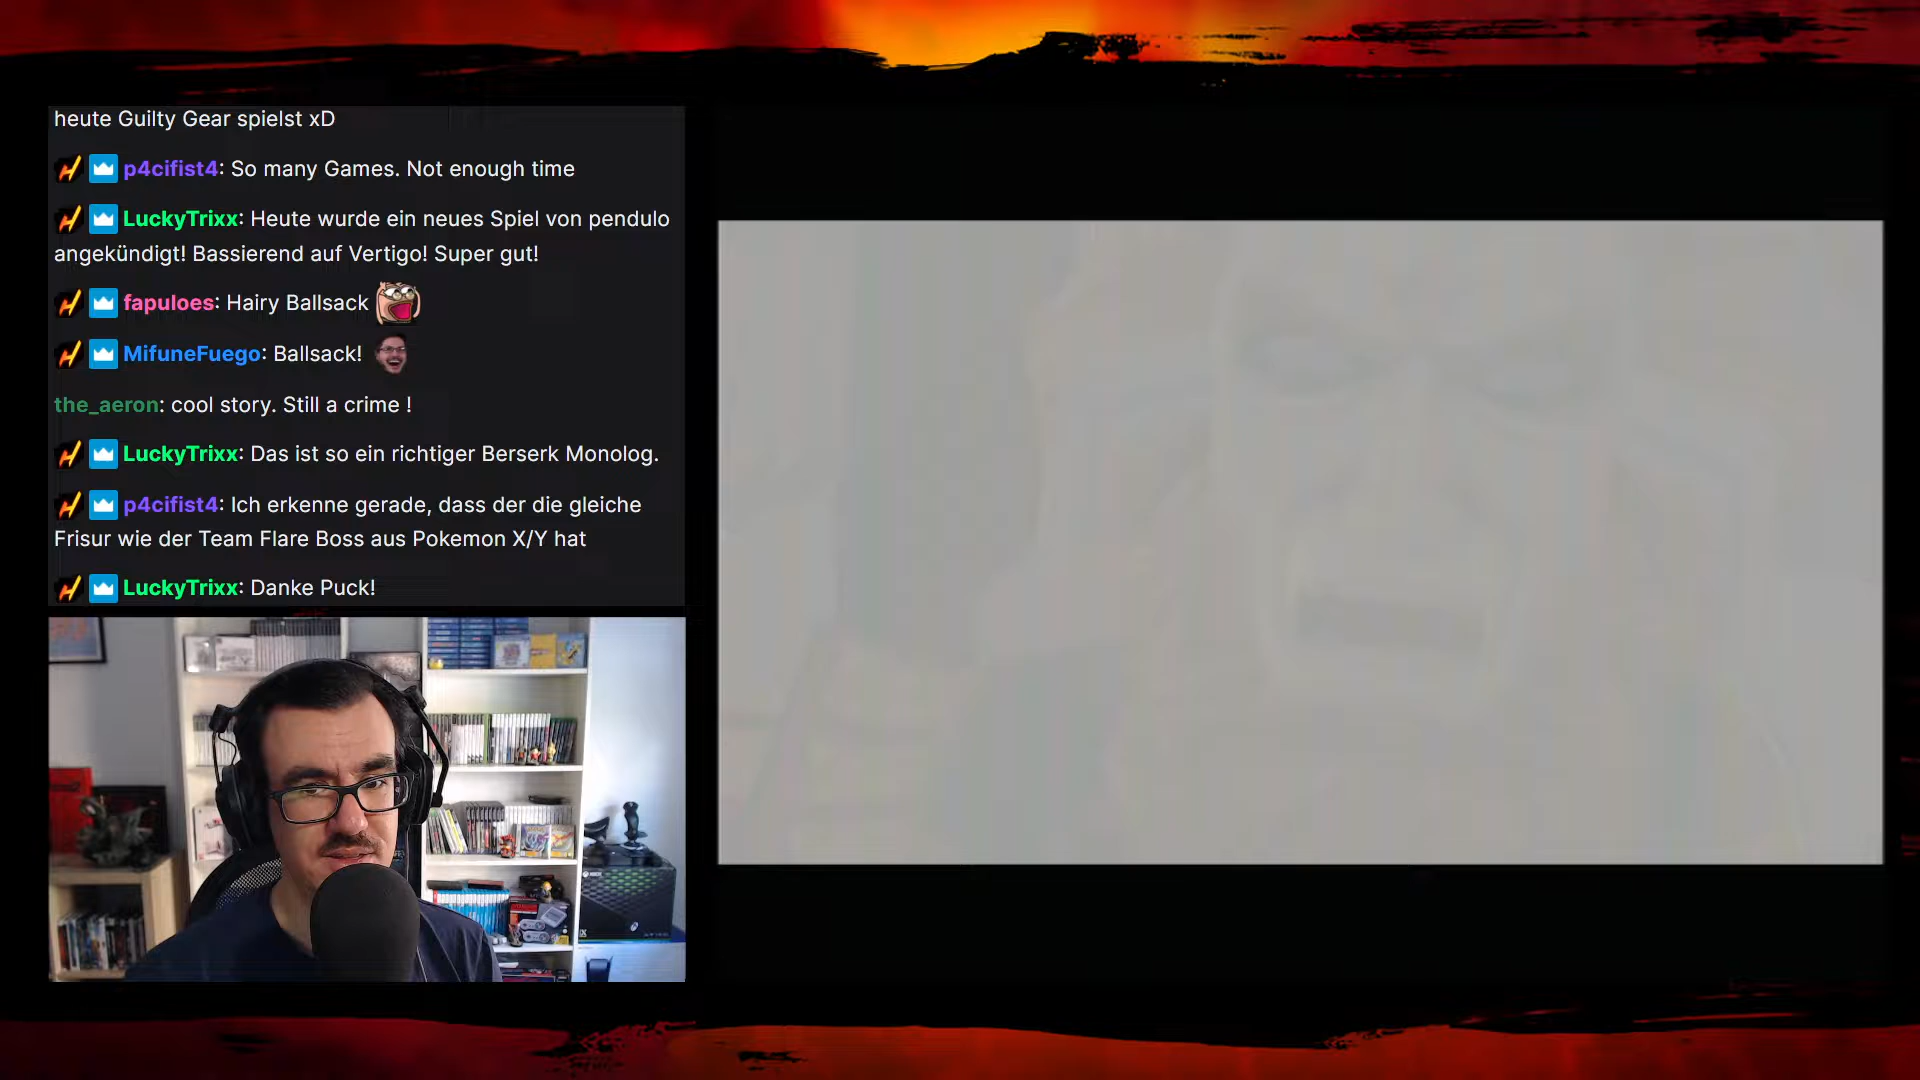 heute Guilty Gear spielst xD
p4cifist4: So many Games. Not enough time
LuckyTrixx: Heute wurde ein neues Spiel von pendulo
angekündigt! Bassierend auf Vertigo! Super gut!
fapuloes: Hairy Ballsack
MifuneFuego: Ballsack!
the_aeron: cool story. Still a crime !
LuckyTrixx: Das ist so ein richtiger Berserk Monolog.
p4cifist4: Ich erkenne gerade, dass der die gleiche
Frisur wie der Team Flare Boss aus Pokemon X/Y hat
LuckyTrixx: Danke Puck!